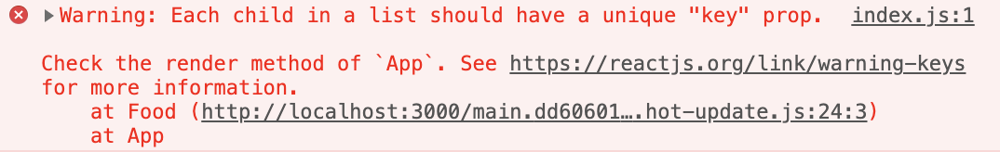 Warning: Each child in a list should have a unique "key" prop. index.js:1
Check the render method of `App`. See https://reactjs.org/link/warning-keys
for more information.
at Food (http://localhost:3000/main.dd60601….hot-update.js:24:3)
at App